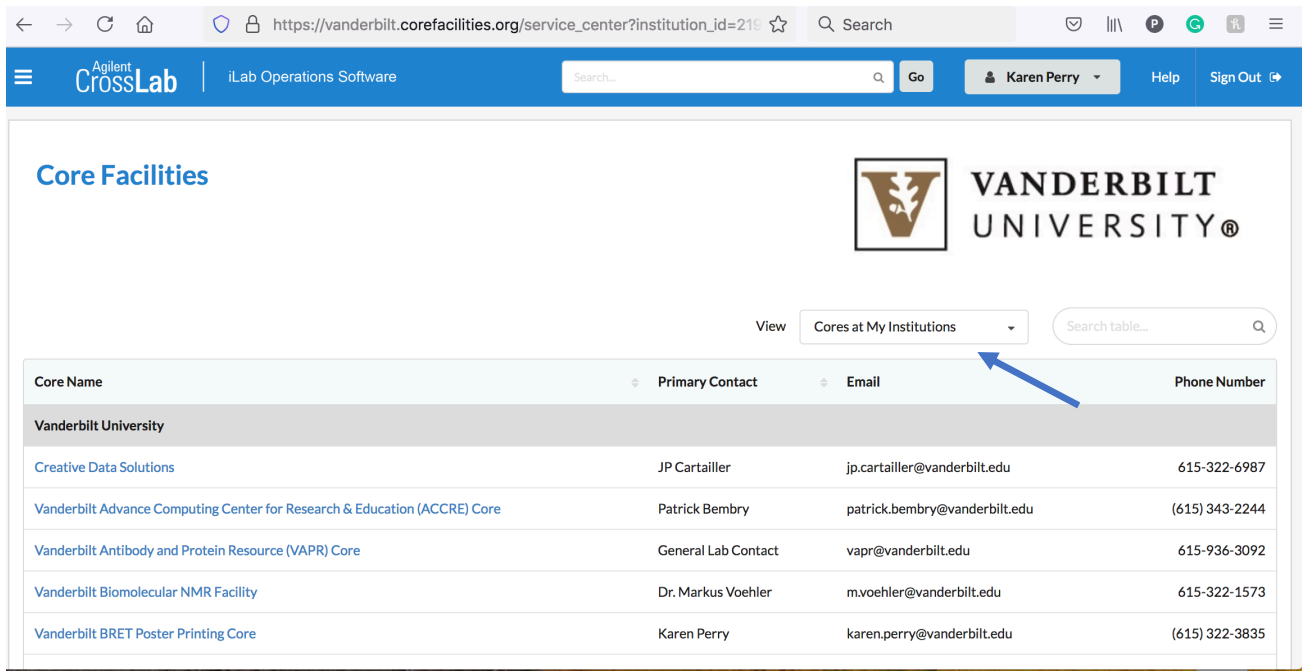 https://vanderbilt.corefacilities.org/service_center?institution_id=219
Search
Agilent
CrossLab
iLab Operations Software
Search...
Go
Karen Perry
Help
Sign Out
Core Facilities
V
VANDERBILT
UNIVERSITY®
View
Cores at My Institutions
Search table...
Core Name Primary Contact Email Phone Number
Vanderbilt University
Creative Data Solutions JP Cartailler jp.cartailler@vanderbilt.edu 615-322-6987
Vanderbilt Advance Computing Center for Research & Education (ACCRE) Core Patrick Bembry patrick.bembry@vanderbilt.edu (615) 343-2244
Vanderbilt Antibody and Protein Resource (VAPR) Core General Lab Contact vapr@vanderbilt.edu 615-936-3092
Vanderbilt Biomolecular NMR Facility Dr. Markus Voehler m.voehler@vanderbilt.edu 615-322-1573
Vanderbilt BRET Poster Printing Core Karen Perry karen.perry@vanderbilt.edu (615) 322-3835